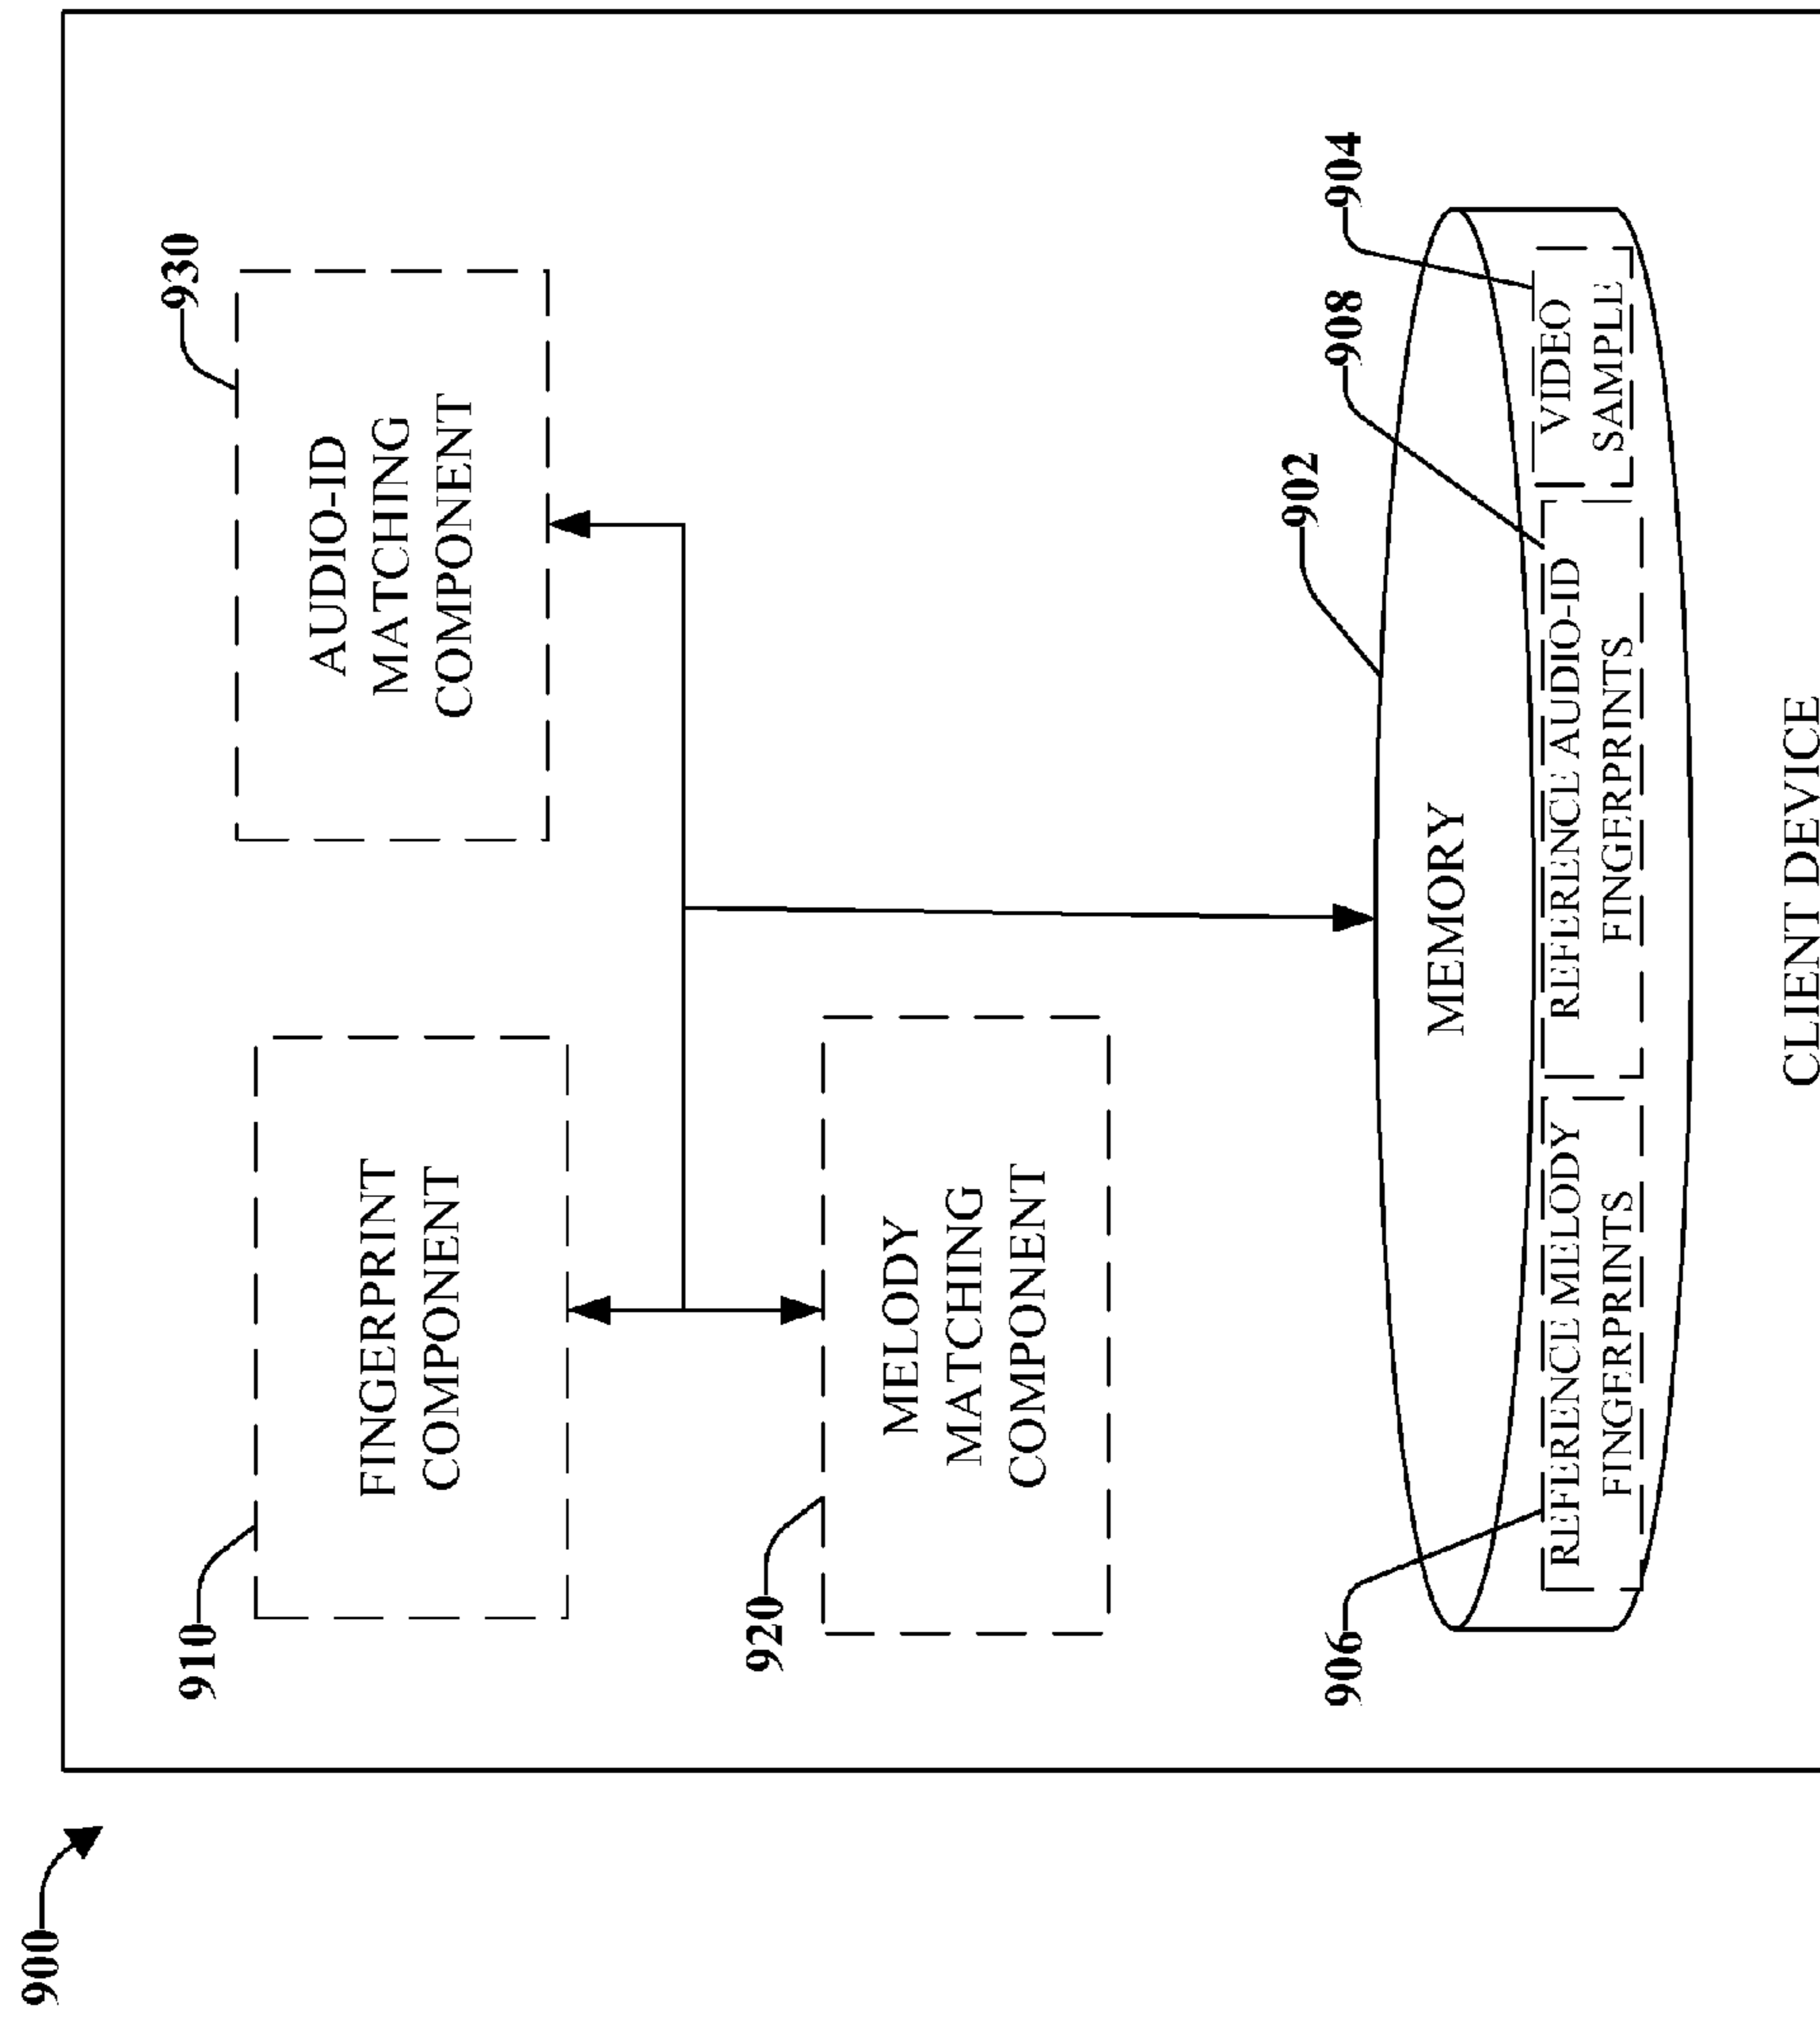 900
910
FINGERPRINT
COMPONENT
930
AUDIO-ID
MATCHING
COMPONENT
920
MELODY
MATCHING
COMPONENT
902
MEMORY
906
908
904
REFERENCE MELODY
FINGERPRINTS
REFERENCE AUDIO-ID
FINGERPRINTS
VIDEO
SAMPLE
CLIENT DEVICE